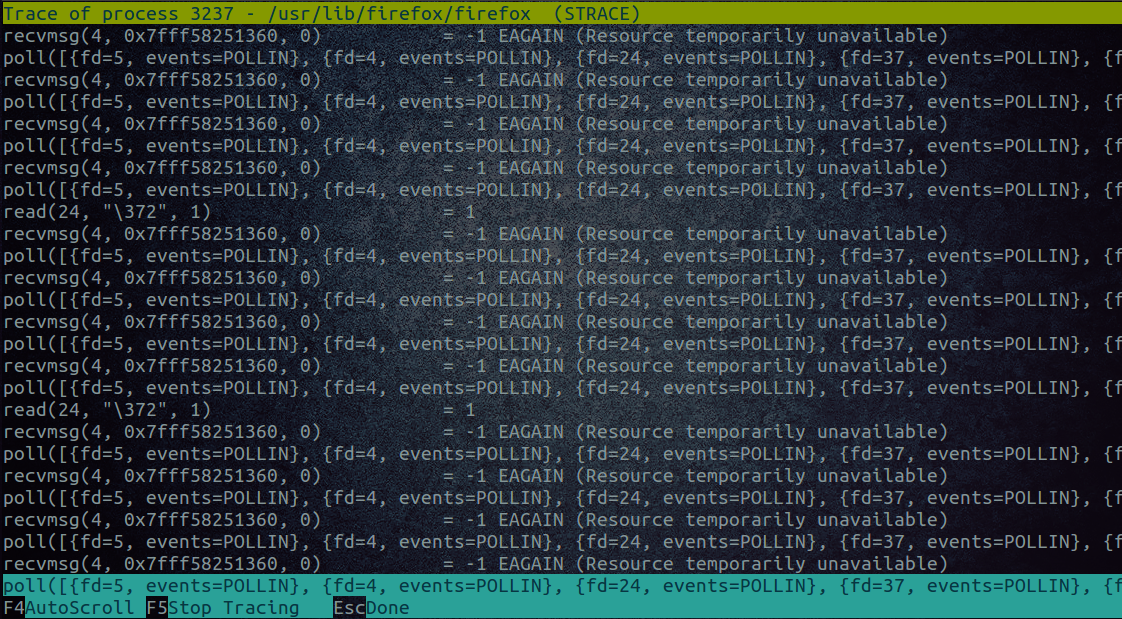 Trace of process 3237 - /usr/lib/firefox/firefox  (STRACE)
recvmsg(4, 0x7fff58251360, 0)           = -1 EAGAIN (Resource temporarily unavailable)
poll([{fd=5, events=POLLIN}, {fd=4, events=POLLIN}, {fd=24, events=POLLIN}, {fd=37, events=POLLIN}, {f
recvmsg(4, 0x7fff58251360, 0)           = -1 EAGAIN (Resource temporarily unavailable)
poll([{fd=5, events=POLLIN}, {fd=4, events=POLLIN}, {fd=24, events=POLLIN}, {fd=37, events=POLLIN}, {f
recvmsg(4, 0x7fff58251360, 0)           = -1 EAGAIN (Resource temporarily unavailable)
poll([{fd=5, events=POLLIN}, {fd=4, events=POLLIN}, {fd=24, events=POLLIN}, {fd=37, events=POLLIN}, {f
recvmsg(4, 0x7fff58251360, 0)           = -1 EAGAIN (Resource temporarily unavailable)
poll([{fd=5, events=POLLIN}, {fd=4, events=POLLIN}, {fd=24, events=POLLIN}, {fd=37, events=POLLIN}, {f
read(24, "\372", 1)                     = 1
recvmsg(4, 0x7fff58251360, 0)           = -1 EAGAIN (Resource temporarily unavailable)
poll([{fd=5, events=POLLIN}, {fd=4, events=POLLIN}, {fd=24, events=POLLIN}, {fd=37, events=POLLIN}, {f
recvmsg(4, 0x7fff58251360, 0)           = -1 EAGAIN (Resource temporarily unavailable)
poll([{fd=5, events=POLLIN}, {fd=4, events=POLLIN}, {fd=24, events=POLLIN}, {fd=37, events=POLLIN}, {f
recvmsg(4, 0x7fff58251360, 0)           = -1 EAGAIN (Resource temporarily unavailable)
poll([{fd=5, events=POLLIN}, {fd=4, events=POLLIN}, {fd=24, events=POLLIN}, {fd=37, events=POLLIN}, {f
recvmsg(4, 0x7fff58251360, 0)           = -1 EAGAIN (Resource temporarily unavailable)
poll([{fd=5, events=POLLIN}, {fd=4, events=POLLIN}, {fd=24, events=POLLIN}, {fd=37, events=POLLIN}, {f
read(24, "\372", 1)                     = 1
recvmsg(4, 0x7fff58251360, 0)           = -1 EAGAIN (Resource temporarily unavailable)
poll([{fd=5, events=POLLIN}, {fd=4, events=POLLIN}, {fd=24, events=POLLIN}, {fd=37, events=POLLIN}, {f
recvmsg(4, 0x7fff58251360, 0)           = -1 EAGAIN (Resource temporarily unavailable)
poll([{fd=5, events=POLLIN}, {fd=4, events=POLLIN}, {fd=24, events=POLLIN}, {fd=37, events=POLLIN}, {f
recvmsg(4, 0x7fff58251360, 0)           = -1 EAGAIN (Resource temporarily unavailable)
poll([{fd=5, events=POLLIN}, {fd=4, events=POLLIN}, {fd=24, events=POLLIN}, {fd=37, events=POLLIN}, {f
recvmsg(4, 0x7fff58251360, 0)           = -1 EAGAIN (Resource temporarily unavailable)
poll([{fd=5, events=POLLIN}, {fd=4, events=POLLIN}, {fd=24, events=POLLIN}, {fd=37, events=POLLIN}, {f
F4AutoScroll F5Stop Tracing   EscDone